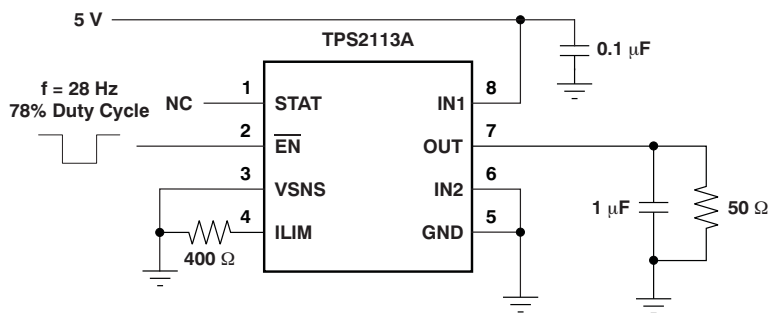 5 V
TPS2113A
0.1 μF
f = 28 Hz
78% Duty Cycle
NC
1
STAT
IN1
8
2
EN
OUT
7
3
VSNS
IN2
6
4
ILIM
GND
5
400 Ω
1 μF
50 Ω